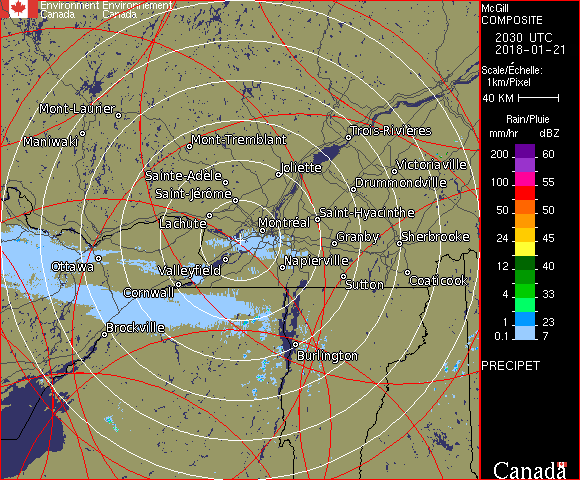 Environment Environnement
Canada Canada
McGill
COMPOSITE
2030 UTC
2018-01-21
Scale/Échelle:
1km/Pixel
40 KM
Rain/Pluie
mm/hr dBZ
200 60
100 55
50 50
24 45
12 40
4 33
1 23
0.1 7
PRECIPET
Canada
Mont-Laurier
Maniwaki
Mont-Tremblant
Trois-Rivières
Sainte-Adèle
Joliette
Victoriaville
Saint-Jérôme
Drummondville
Lachute
Montréal
Saint-Hyacinthe
Granby
Sherbrooke
Ottawa
Valleyfield
Napierville
Cornwall
Sutton
Coaticook
Brockville
Burlington